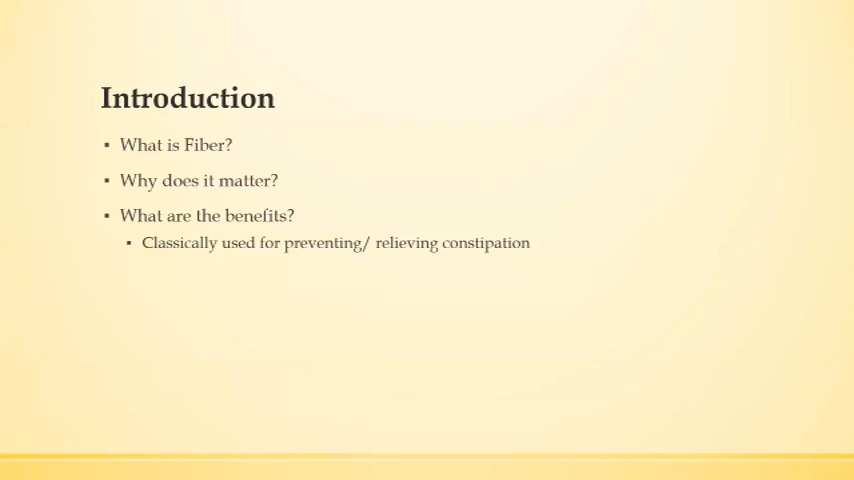 Introduction
▪ What is Fiber?
▪ Why does it matter?
▪ What are the benefits?
▪ Classically used for preventing/ relieving constipation